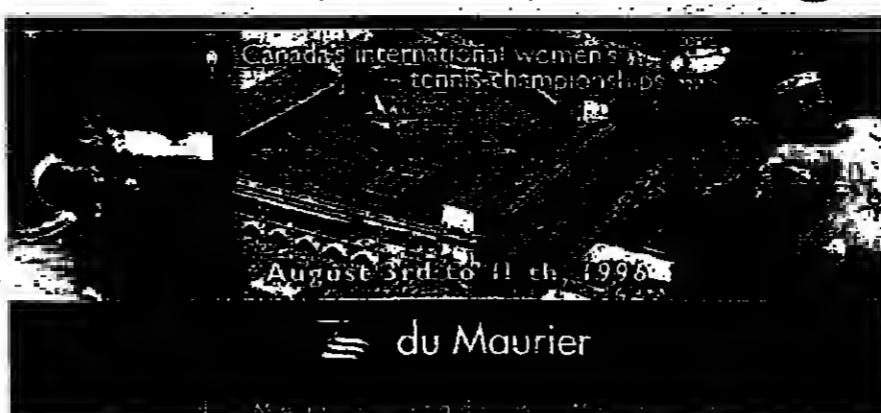 Canada's international women's
tennis championships
August 3rd to 11th, 1996
du Maurier